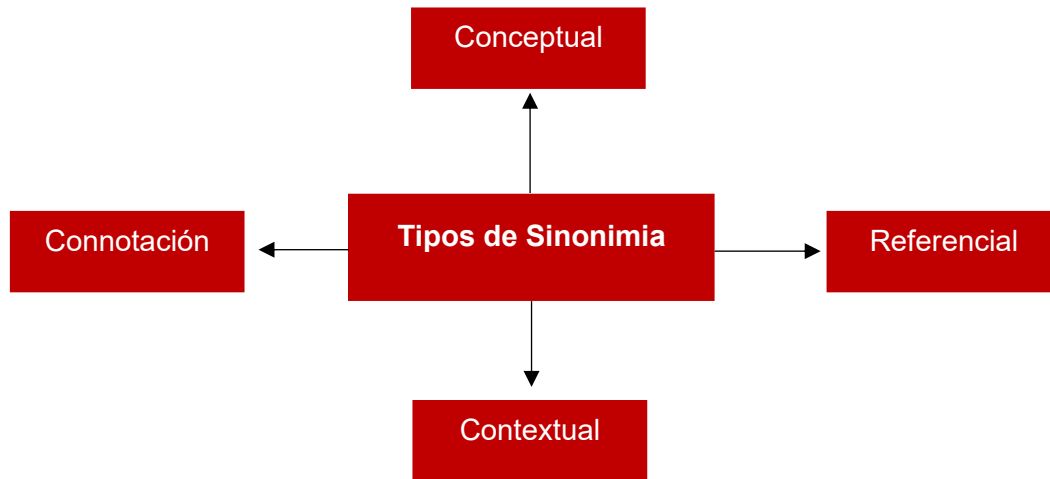 Conceptual
Connotación
Tipos de Sinonimia
Referencial
Contextual